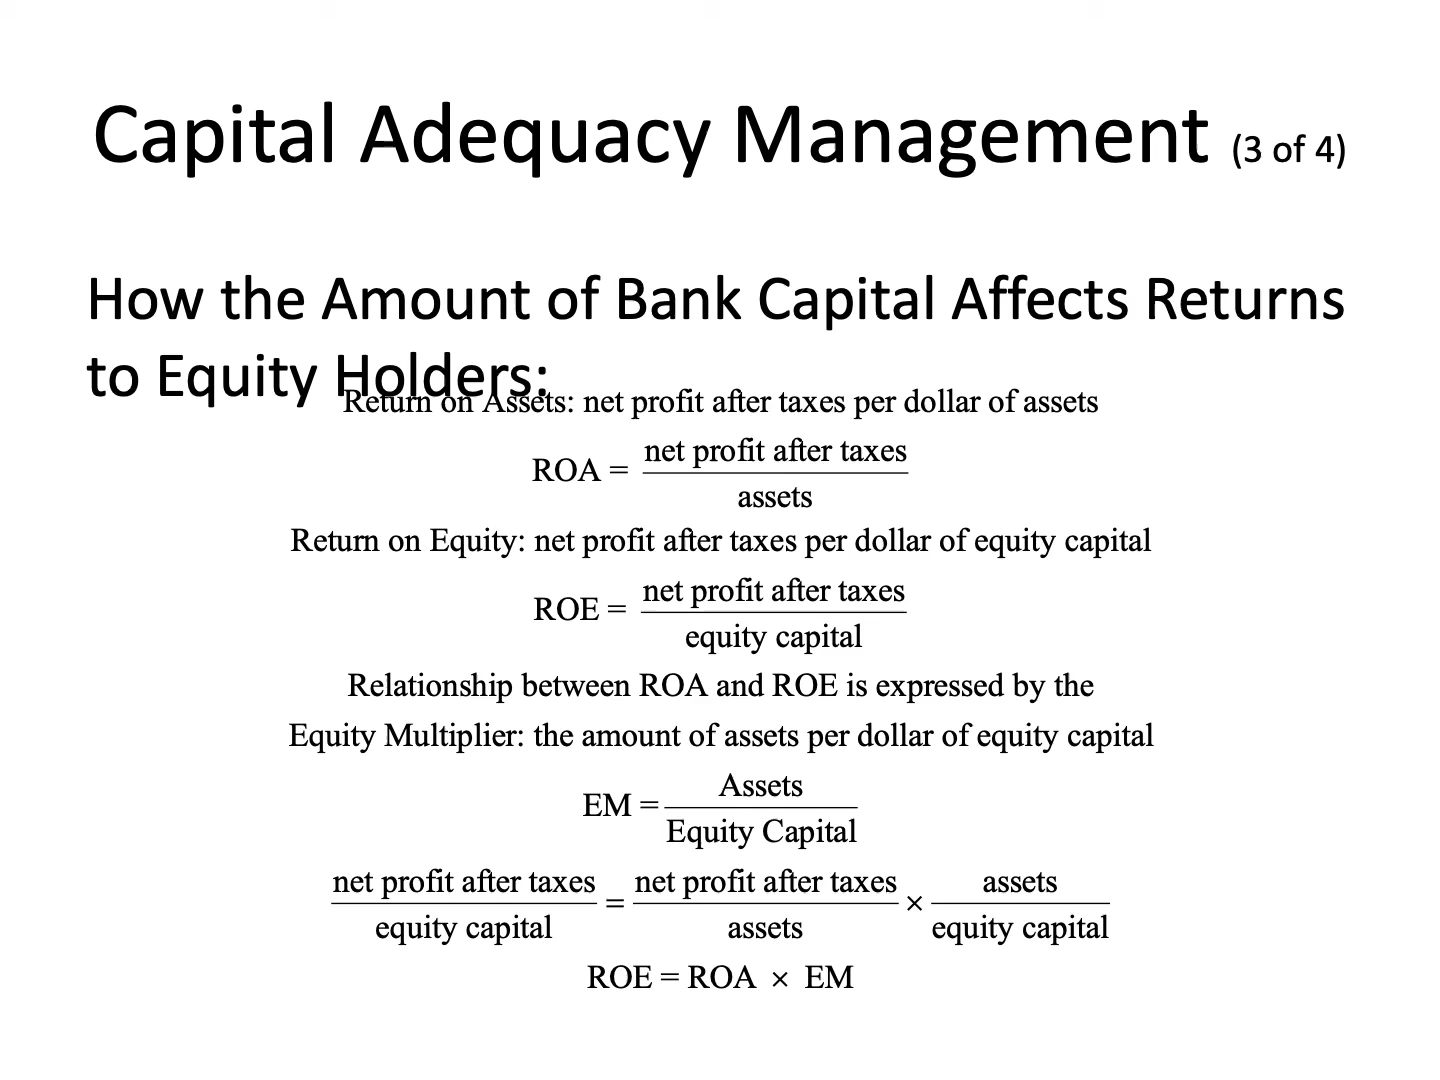 Capital Adequacy Management (3 of 4)
How the Amount of Bank Capital Affects Returns
to Equity Holders:
Return on Assets: net profit after taxes per dollar of assets
ROA = net profit after taxes / assets
Return on Equity: net profit after taxes per dollar of equity capital
ROE = net profit after taxes / equity capital
Relationship between ROA and ROE is expressed by the
Equity Multiplier: the amount of assets per dollar of equity capital
EM = Assets / Equity Capital
net profit after taxes / equity capital = net profit after taxes / assets × assets / equity capital
ROE = ROA × EM